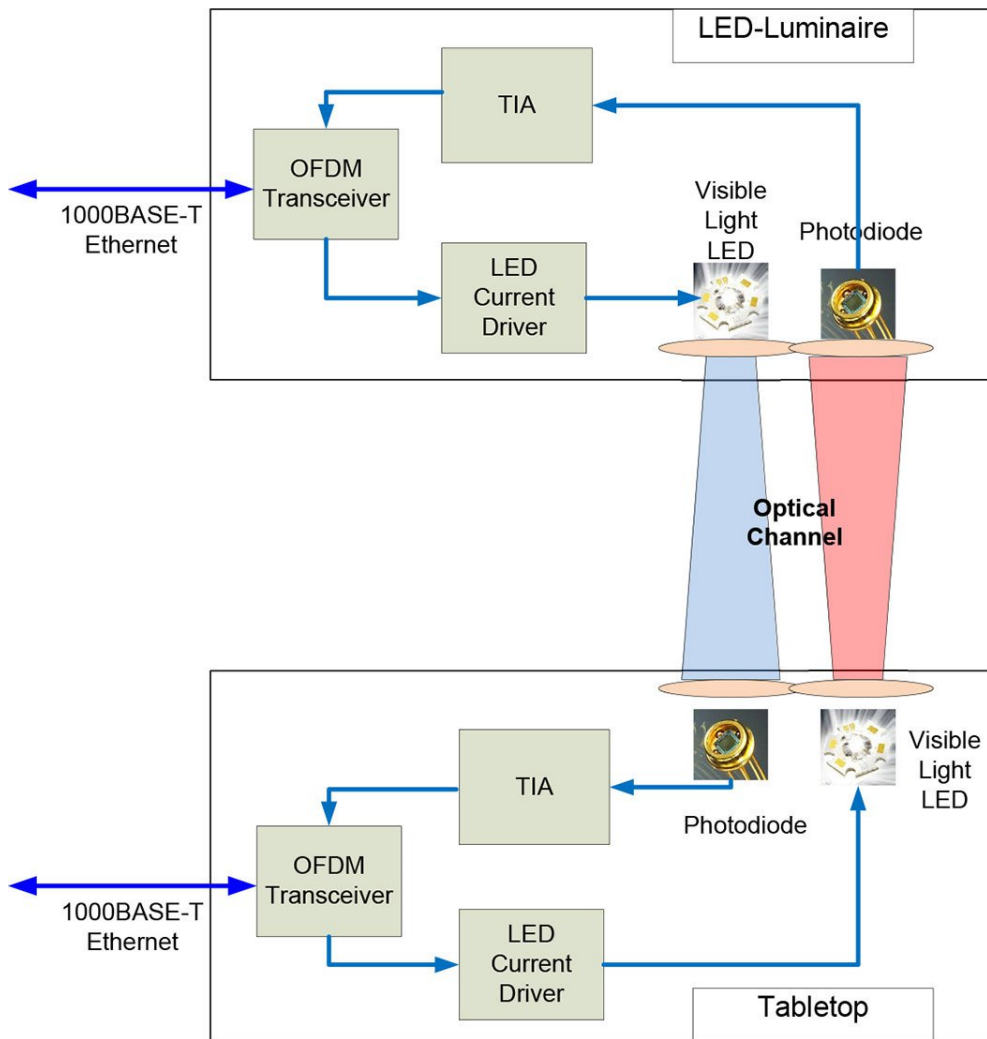 LED-Luminaire
TIA
OFDM
Transceiver
1000BASE-T
Ethernet
LED
Current
Driver
Visible
Light
LED
Photodiode
Optical
Channel
TIA
Photodiode
Visible
Light
LED
OFDM
Transceiver
1000BASE-T
Ethernet
LED
Current
Driver
Tabletop